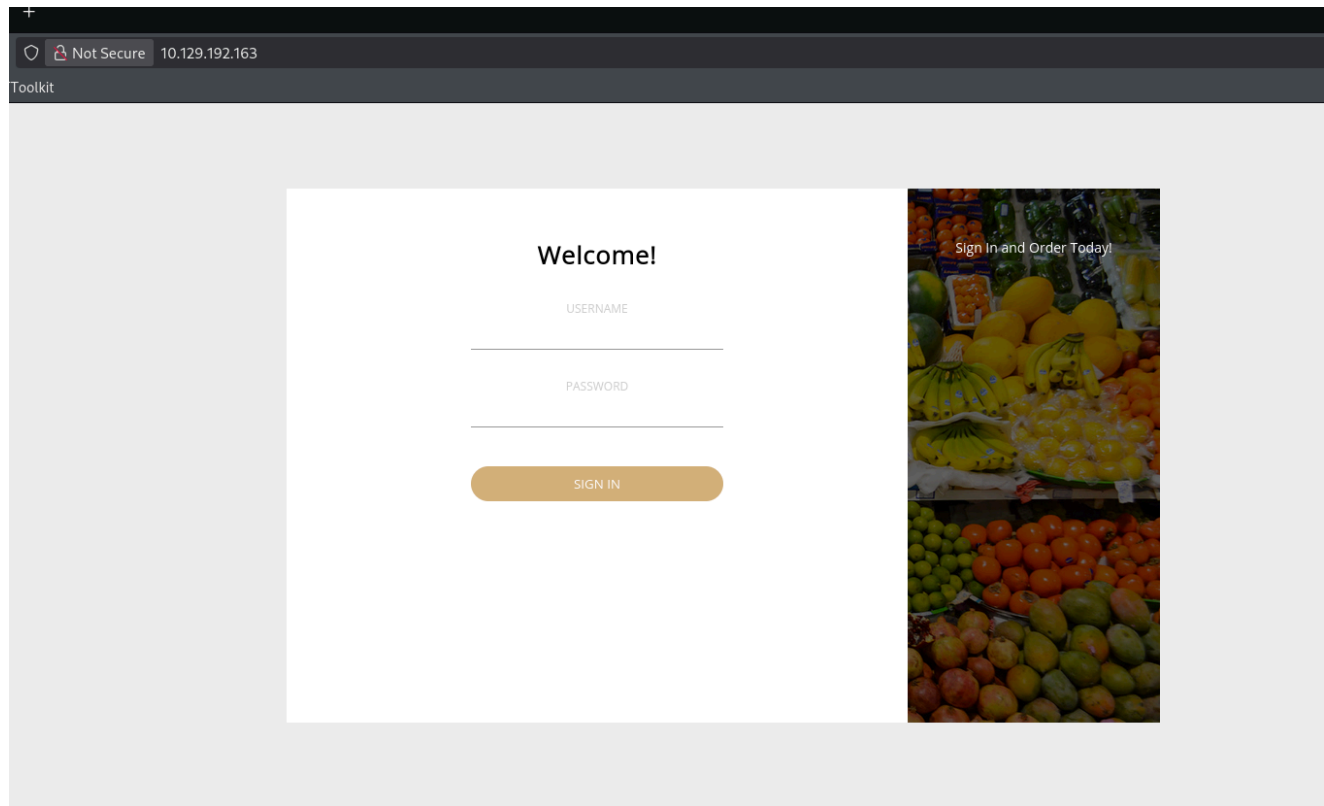 +
Not Secure 10.129.192.163
Toolkit
Welcome!
Sign In and Order Today!
USERNAME
PASSWORD
SIGN IN